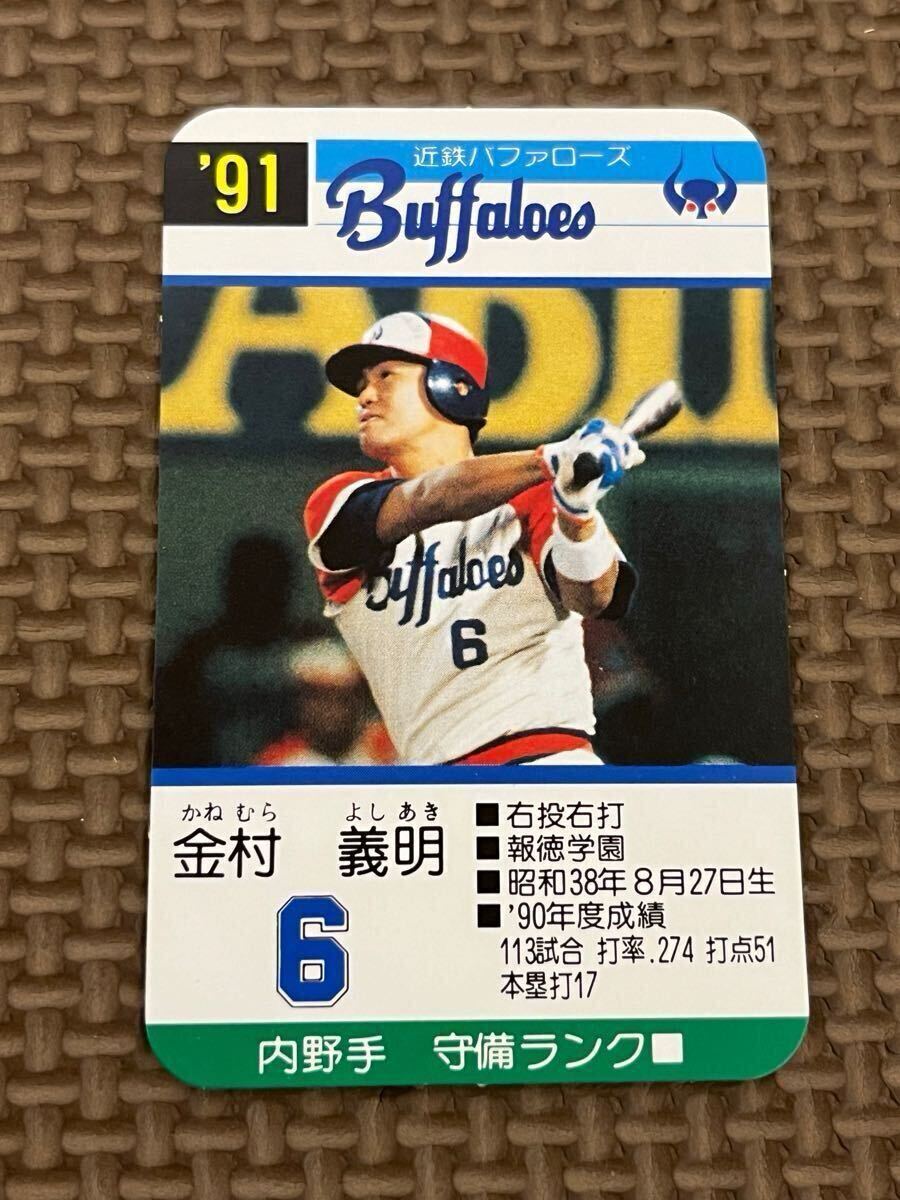 '91
近鉄バファローズ
Buffaloes
Buffaloes
6
かねむら よしあき
金村 義明
6
■右投右打
■報徳学園
■昭和38年8月27日生
■'90年度成績
113試合 打率.274 打点51
本塁打17
内野手 守備ランク■